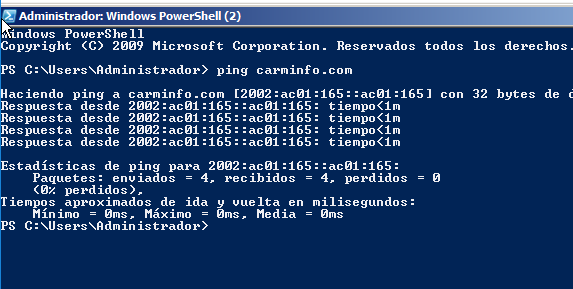 Administrador: Windows PowerShell (2)
Windows PowerShell
Copyright (C) 2009 Microsoft Corporation. Reservados todos los derechos.
PS C:\Users\Administrador> ping carminfo.com
Haciendo ping a carminfo.com [2002:ac01:165::ac01:165] con 32 bytes de
Respuesta desde 2002:ac01:165::ac01:165: tiempo<1m
Respuesta desde 2002:ac01:165::ac01:165: tiempo<1m
Respuesta desde 2002:ac01:165::ac01:165: tiempo<1m
Respuesta desde 2002:ac01:165::ac01:165: tiempo<1m
Estadísticas de ping para 2002:ac01:165::ac01:165:
Paquetes: enviados = 4, recibidos = 4, perdidos = 0
(0% perdidos),
Tiempos aproximados de ida y vuelta en milisegundos:
Mínimo = 0ms, Máximo = 0ms, Media = 0ms
PS C:\Users\Administrador>